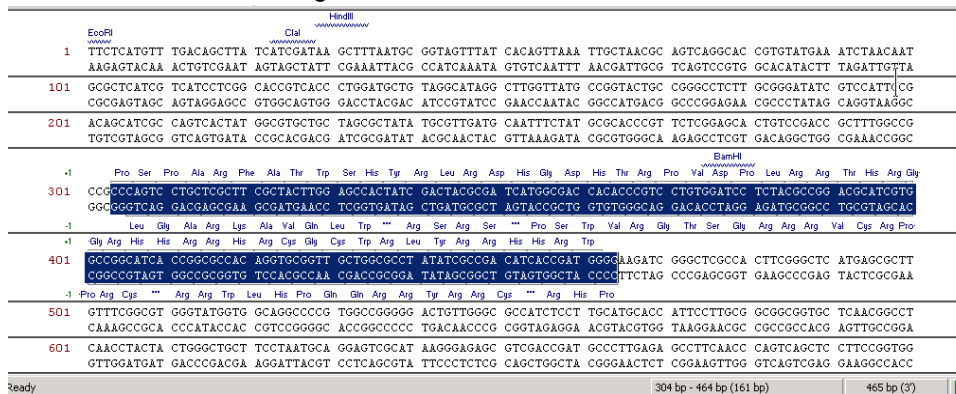 HindIII
EcoRI ClaI
1 TTCTCATGTT TGACAGCTTA TCATCGATAA GCTTTAATGC GGTAGTTTAT CACAGTTAAA TTGCTAACGC AGTCAGGCAC CGTGTATGAA ATCTAACAAT
AAGAGTACAA ACTGTCGAAT AGTAGCTATT CGAAATTACG CCATCAAATA GTGTCAATTT AACGATTGCG TCAGTCCGTG GCACATACTT TAGATTGTTA
101 GCGCTCATCG TCATCCTCGG CACCGTCACC CTGGATGCTG TAGGCATAGG CTTGGTTATG CCGGTACTGC CGGGCCTCTT GCGGGATATC GTCCATTCCG
CGCGAGTAGC AGTAGGAGCC GTGGCAGTGG GACCTACGAC ATCCGTATCC GAACCAATAC GGCCATGACG GCCCGGAGAA CGCCCTATAG CAGGTAAGGC
201 ACAGCATCGC CAGTCACTAT GGCGTGCTGC TAGCGCTATA TGCGTTGATG CAATTTCTAT GCGCACCCGT TCTCGGAGCA CTGTCCGACC GCTTTGGCCG
TGTCGTAGCG GTCAGTGATA CCGCACGACG ATCGCGATAT ACGCAACTAC GTTAAAGATA CGCGTGGGCA AGAGCCTCGT GACAGGCTGG CGAAACCGGC
BamHI
+1 Pro Ser Pro Ala Arg Phe Ala Thr Trp Ser His Tyr Arg Leu Arg Asp His Gly Asp His Thr Arg Pro Val Asp Pro Leu Arg Arg Thr His Arg Gly·
301 CCGCCCAGTC CTGCTCGCTT CGCTACTTGG AGCCACTATC GACTACGCGA TCATGGCGAC CACACCCGTC CTGTGGATCC TCTACGCCGG ACGCATCGTG
GGCGGGTCAG GACGAGCGAA GCGATGAACC TCGGTGATAG CTGATGCGCT AGTACCGCTG GTGTGGGCAG GACACCTAGG AGATGCGGCC TGCGTAGCAC
-1 Leu Gly Ala Arg Lys Ala Val Gln Leu Trp *** Arg Ser Arg Ser *** Pro Ser Trp Val Arg Gly Thr Ser Gly Arg Arg Arg Val Cys Arg Pro·
+1 ·Gly Arg His His Arg Arg His Arg Cys Gly Cys Trp Arg Leu Tyr Arg Arg His His Arg Trp
401 GCCGGCATCA CCGGCGCCAC AGGTGCGGTT GCTGGCGCCT ATATCGCCGA CATCACCGAT GGGGAAGATC GGGCTCGCCA CTTCGGGCTC ATGAGCGCTT
CGGCCGTAGT GGCCGCGGTG TCCACGCCAA CGACCGCGGA TATAGCGGCT GTAGTGGCTA CCCCTTCTAG CCCGAGCGGT GAAGCCCGAG TACTCGCGAA
-1 ·Pro Arg Cys *** Arg Arg Trp Leu His Pro Gln Gln Arg Arg Tyr Arg Arg Cys *** Arg His Pro
501 GTTTCGGCGT GGGTATGGTG GCAGGCCCCG TGGCCGGGGG ACTGTTGGGC GCCATCTCCT TGCATGCACC ATTCCTTGCG GCGGCGGTGC TCAACGGCCT
CAAAGCCGCA CCCATACCAC CGTCCGGGGC ACCGGCCCCC TGACAACCCG CGGTAGAGGA ACGTACGTGG TAAGGAACGC CGCCGCCACG AGTTGCCGGA
601 CAACCTACTA CTGGGCTGCT TCCTAATGCA GGAGTCGCAT AAGGGAGAGC GTCGACCGAT GCCCTTGAGA GCCTTCAACC CAGTCAGCTC CTTCCGGTGG
GTTGGATGAT GACCCGACGA AGGATTACGT CCTCAGCGTA TTCCCTCTCG CAGCTGGCTA CGGGAACTCT CGGAAGTTGG GTCAGTCGAG GAAGGCCACC
Ready 304 bp - 464 bp (161 bp) 465 bp (3')